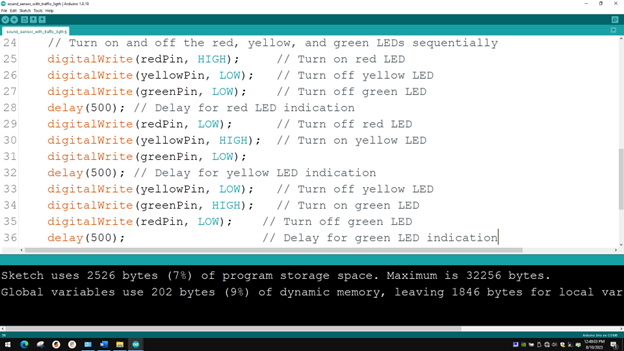 sound_sensor_with_traffic_light | Arduino 1.8.19
File Edit Sketch Tools Help
sound_sensor_with_traffic_light §
24 // Turn on and off the red, yellow, and green LEDs sequentially
25 digitalWrite(redPin, HIGH); // Turn on red LED
26 digitalWrite(yellowPin, LOW); // Turn off yellow LED
27 digitalWrite(greenPin, LOW); // Turn off green LED
28 delay(500); // Delay for red LED indication
29 digitalWrite(redPin, LOW); // Turn off red LED
30 digitalWrite(yellowPin, HIGH); // Turn on yellow LED
31 digitalWrite(greenPin, LOW);
32 delay(500); // Delay for yellow LED indication
33 digitalWrite(yellowPin, LOW); // Turn off yellow LED
34 digitalWrite(greenPin, HIGH); // Turn on green LED
35 digitalWrite(redPin, LOW); // Turn off green LED
36 delay(500); // Delay for green LED indication
Sketch uses 2526 bytes (7%) of program storage space. Maximum is 32256 bytes.
Global variables use 202 bytes (9%) of dynamic memory, leaving 1846 bytes for local var